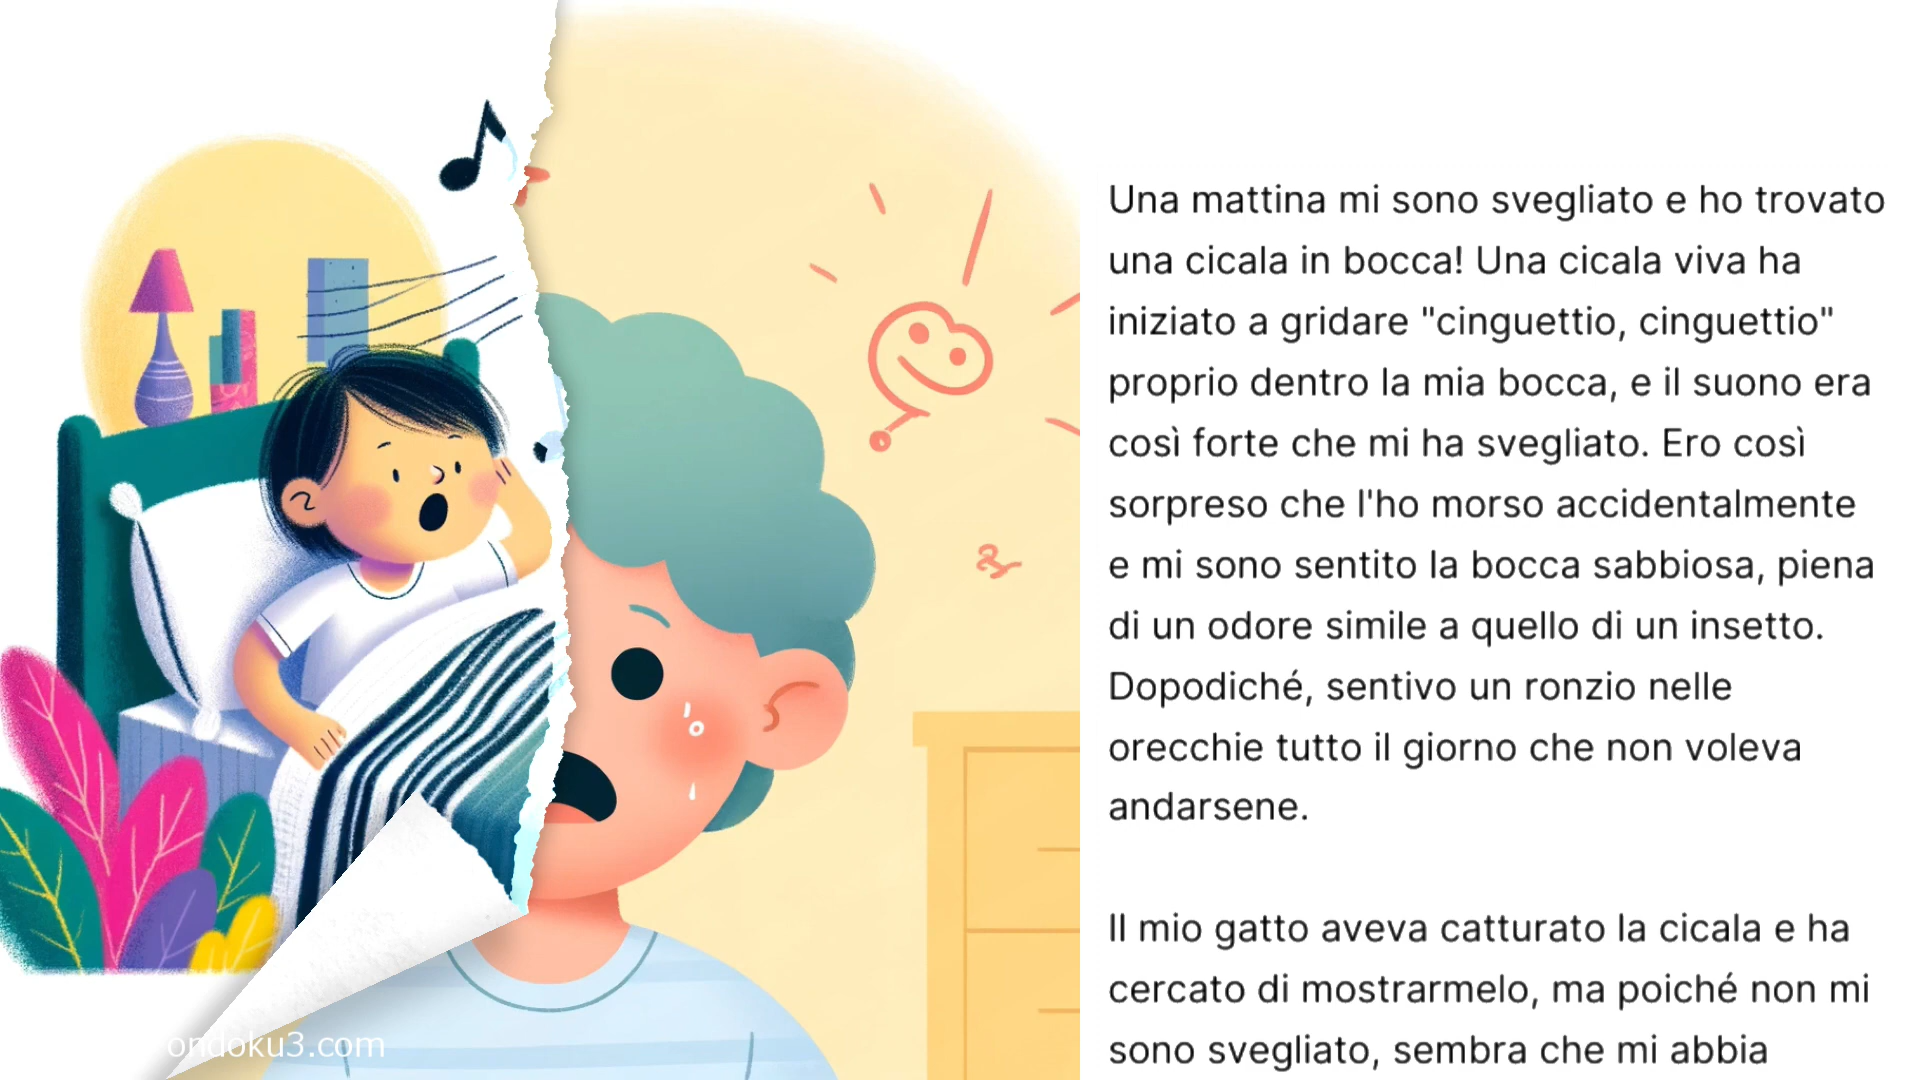 Una mattina mi sono svegliato e ho trovato
una cicala in bocca! Una cicala viva ha
iniziato a gridare "cinguettio, cinguettio"
proprio dentro la mia bocca, e il suono era
così forte che mi ha svegliato. Ero così
sorpreso che l'ho morso accidentalmente
e mi sono sentito la bocca sabbiosa, piena
di un odore simile a quello di un insetto.
Dopodiché, sentivo un ronzio nelle
orecchie tutto il giorno che non voleva
andarsene.
Il mio gatto aveva catturato la cicala e ha
cercato di mostrarmelo, ma poiché non mi
sono svegliato, sembra che mi abbia
ondoku3.com